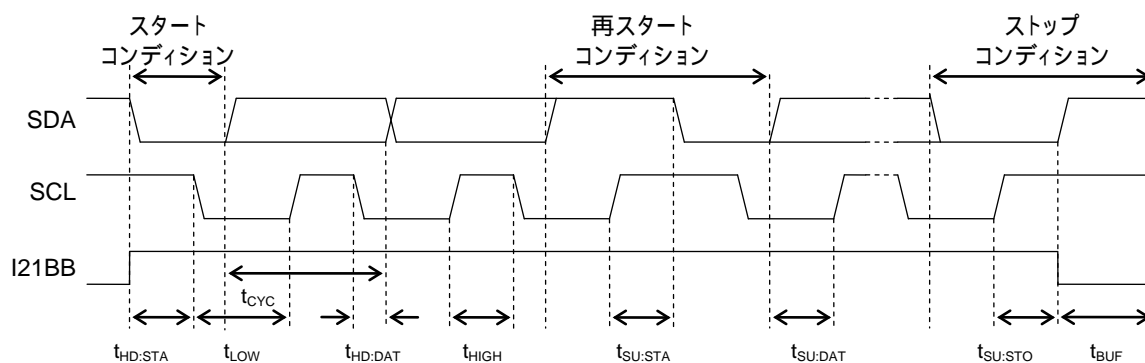 スタート
コンディション
再スタート
コンディション
ストップ
コンディション
SDA
SCL
I21BB
tCYC
tHD:STA
tLOW
tHD:DAT
tHIGH
tSU:STA
tSU:DAT
tSU:STO
tBUF